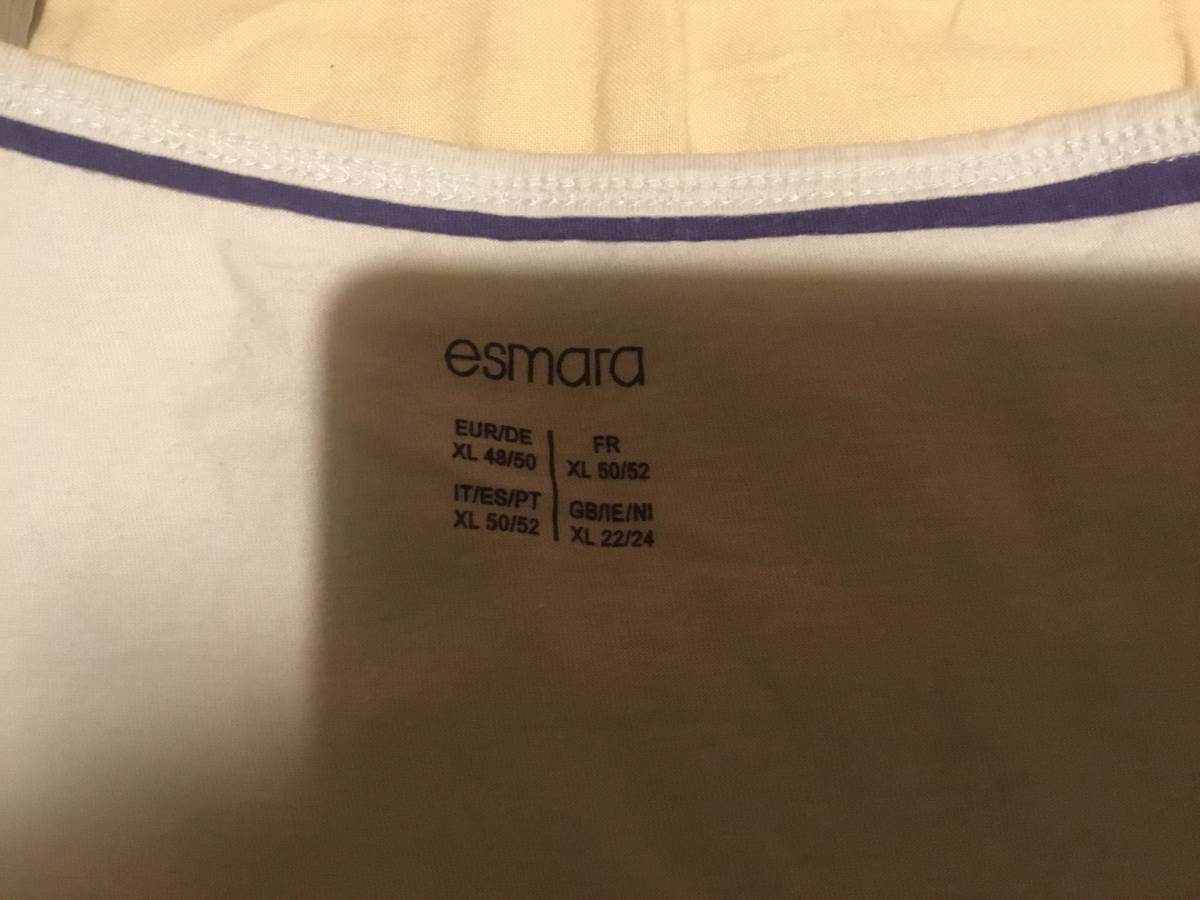 esmara
EUR/DE
XL 48/50
FR
XL 50/52
IT/ES/PT
XL 50/52
GB/IE/NI
XL 22/24